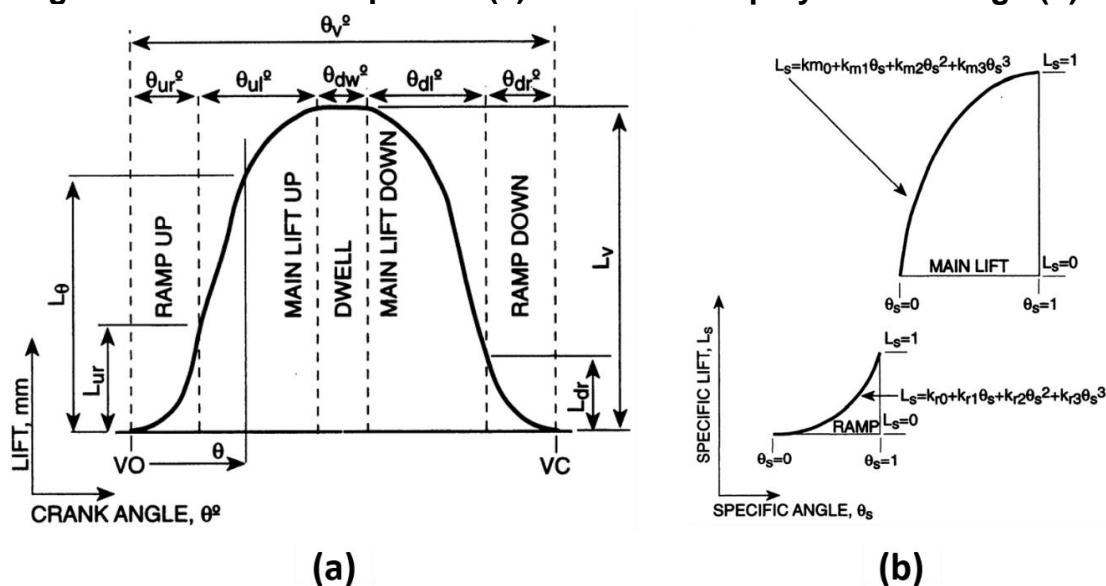 θv º
θur º θul º θdw º θdl º θdr º
RAMP UP
MAIN LIFT UP
DWELL
MAIN LIFT DOWN
RAMP DOWN
Lθ
Lur
Ldr
Lv
LIFT, mm
VO θ VC
CRANK ANGLE, θº
(a)
Ls=km0+km1θs+km2θs²+km3θs³
Ls=1
MAIN LIFT
Ls=0
θs=0 θs=1
SPECIFIC LIFT, Ls
Ls=1
Ls=kr0+kr1θs+kr2θs²+kr3θs³
RAMP
Ls=0
θs=0 θs=1
SPECIFIC ANGLE, θs
(b)